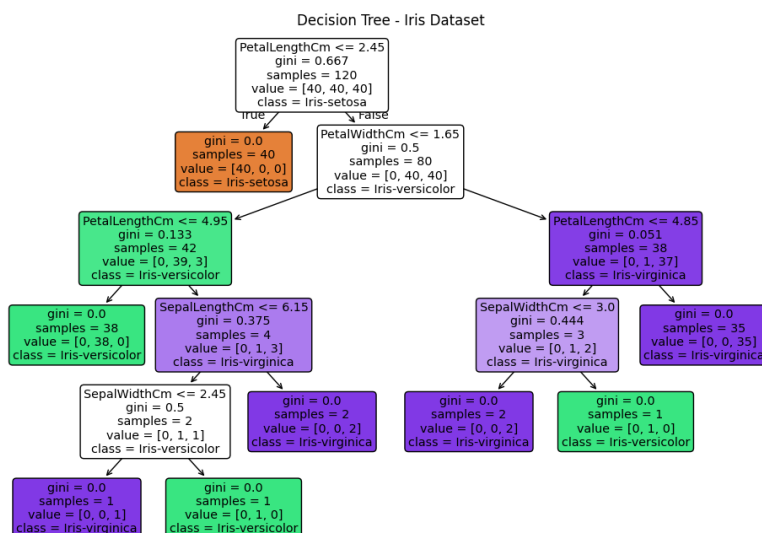 Decision Tree - Iris Dataset
PetalLengthCm <= 2.45
gini = 0.667
samples = 120
value = [40, 40, 40]
class = Iris-setosa
True
False
gini = 0.0
samples = 40
value = [40, 0, 0]
class = Iris-setosa
PetalWidthCm <= 1.65
gini = 0.5
samples = 80
value = [0, 40, 40]
class = Iris-versicolor
PetalLengthCm <= 4.95
gini = 0.133
samples = 42
value = [0, 39, 3]
class = Iris-versicolor
PetalLengthCm <= 4.85
gini = 0.051
samples = 38
value = [0, 1, 37]
class = Iris-virginica
gini = 0.0
samples = 38
value = [0, 38, 0]
class = Iris-versicolor
SepalLengthCm <= 6.15
gini = 0.375
samples = 4
value = [0, 1, 3]
class = Iris-virginica
SepalWidthCm <= 3.0
gini = 0.444
samples = 3
value = [0, 1, 2]
class = Iris-virginica
gini = 0.0
samples = 35
value = [0, 0, 35]
class = Iris-virginica
SepalWidthCm <= 2.45
gini = 0.5
samples = 2
value = [0, 1, 1]
class = Iris-versicolor
gini = 0.0
samples = 2
value = [0, 0, 2]
class = Iris-virginica
gini = 0.0
samples = 2
value = [0, 0, 2]
class = Iris-virginica
gini = 0.0
samples = 1
value = [0, 1, 0]
class = Iris-versicolor
gini = 0.0
samples = 1
value = [0, 0, 1]
class = Iris-virginica
gini = 0.0
samples = 1
value = [0, 1, 0]
class = Iris-versicolor